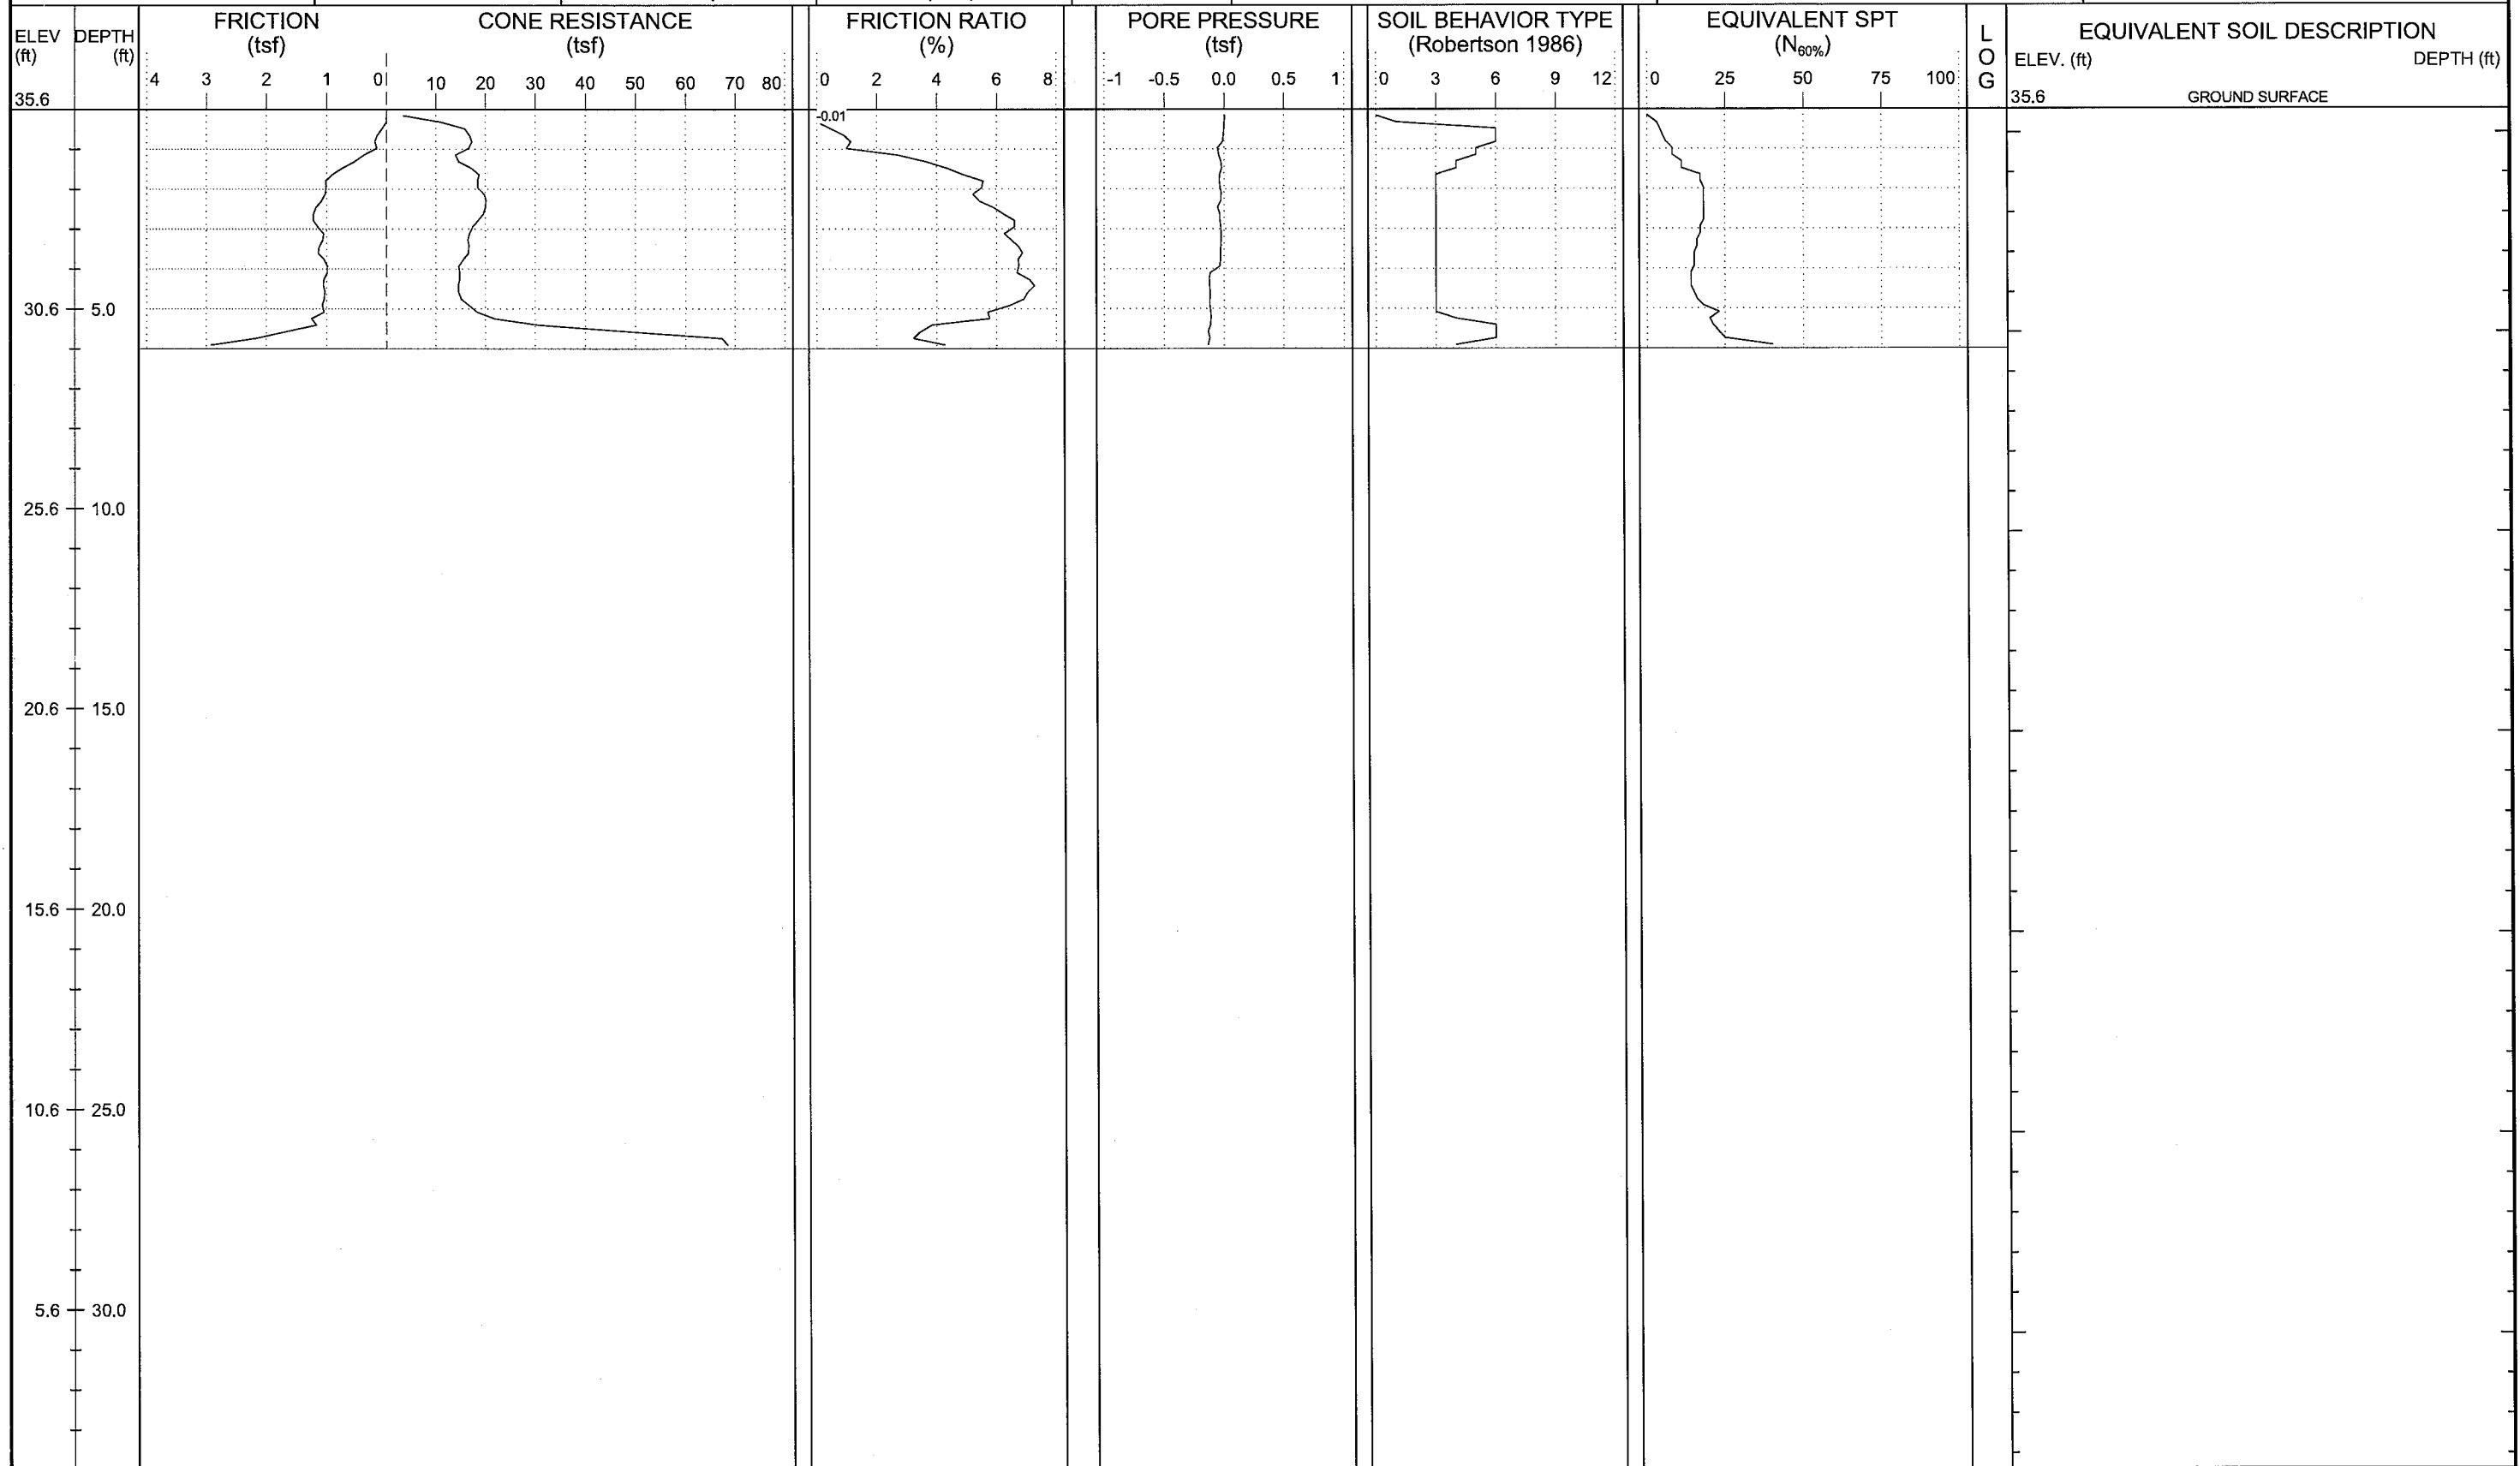 FRICTION CONE RESISTANCE FRICTION RATIO PORE PRESSURE SOIL BEHAVIOR TYPE EQUIVALENT SPT L EQUIVALENT SOIL DESCRIPTION
ELEV DEPTH (tsf) (tsf) (%) (tsf) (Robertson 1986) (N60%) O
(ft) (ft) G ELEV. (ft) DEPTH (ft)
4 3 2 1 0 10 20 30 40 50 60 70 80 0 2 4 6 8 -1 -0.5 0.0 0.5 1 0 3 6 9 12 0 25 50 75 100
35.6 35.6 GROUND SURFACE
-0.01
30.6 5.0
25.6 10.0
20.6 15.0
15.6 20.0
10.6 25.0
5.6 30.0